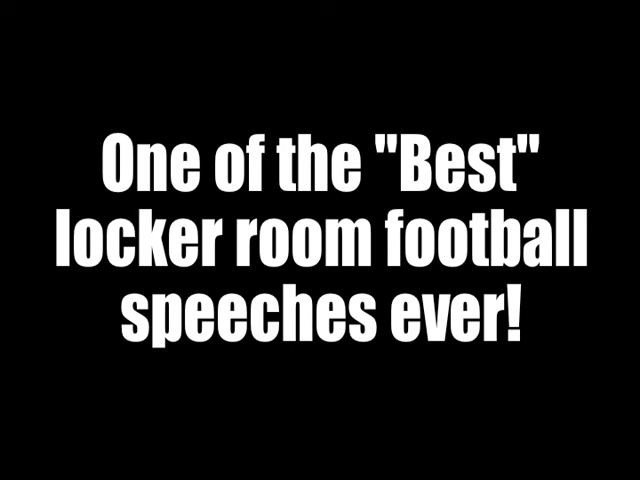 One of the "Best"
locker room football
speeches ever!